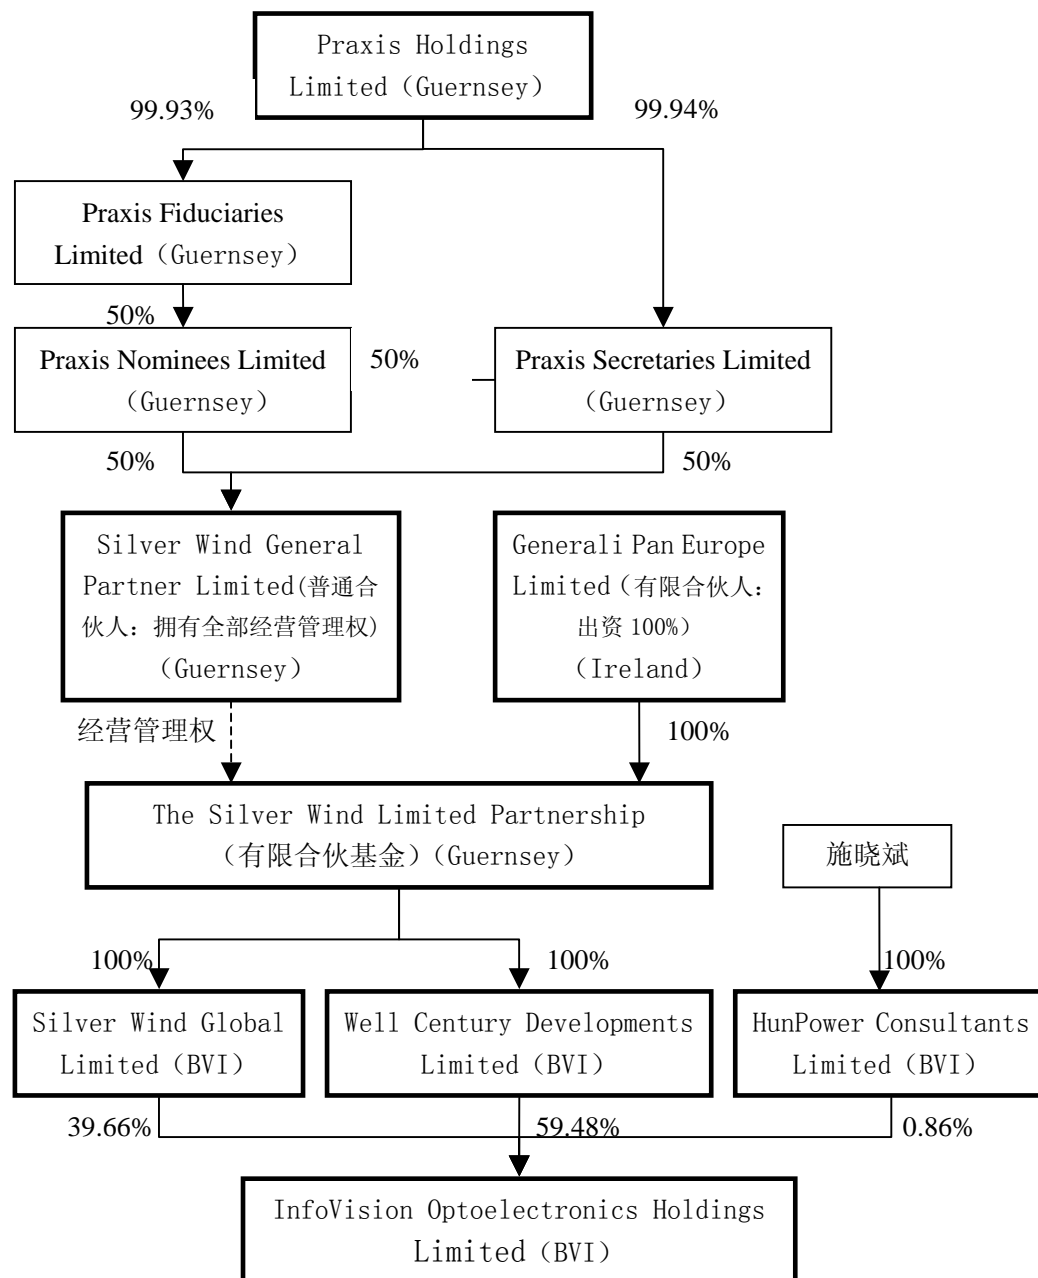 Praxis Holdings
Limited（Guernsey）
99.93%
99.94%
Praxis Fiduciaries
Limited（Guernsey）
50%
Praxis Nominees Limited
（Guernsey）
50%
Praxis Secretaries Limited
（Guernsey）
50%
50%
Silver Wind General
Partner Limited(普通合
伙人：拥有全部经营管理权)
（Guernsey）
Generali Pan Europe
Limited（有限合伙人：
出资 100%）
（Ireland）
经营管理权
100%
The Silver Wind Limited Partnership
（有限合伙基金）（Guernsey）
施晓斌
100%
100%
100%
Silver Wind Global
Limited（BVI）
Well Century Developments
Limited（BVI）
HunPower Consultants
Limited（BVI）
39.66%
59.48%
0.86%
InfoVision Optoelectronics Holdings
Limited（BVI）